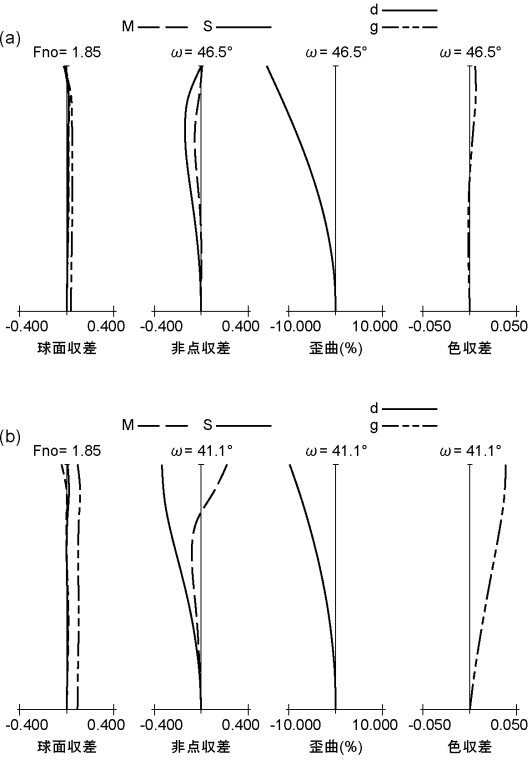 d
M S g
(a)
Fno= 1.85 ω= 46.5° ω= 46.5° ω= 46.5°
-0.400 0.400 -0.400 0.400 -10.000 10.000 -0.050 0.050
球面収差 非点収差 歪曲(%) 色収差
d
M S g
(b)
Fno= 1.85 ω= 41.1° ω= 41.1° ω= 41.1°
-0.400 0.400 -0.400 0.400 -10.000 10.000 -0.050 0.050
球面収差 非点収差 歪曲(%) 色収差